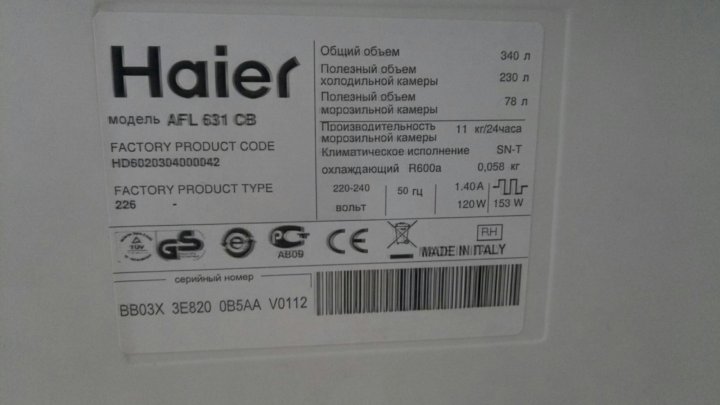 Haier
модель AFL 631 CB
FACTORY PRODUCT CODE
HD6020304000042
FACTORY PRODUCT TYPE
226 -
Общий объем 340 л
Полезный объем
холодильной камеры 230 л
Полезный объем
морозильной камеры 78 л
Производительность
морозильной камеры 11 кг/24часа
Климатическое исполнение SN-T
охлаждающий R600a 0,058 кг
220-240
вольт
50 гц
1.40A
120W 153 W
TÜV
GS
РСТ
АВ09
CE
RH
MADE IN ITALY
серийный номер
BB03X 3E820 0B5AA V0112